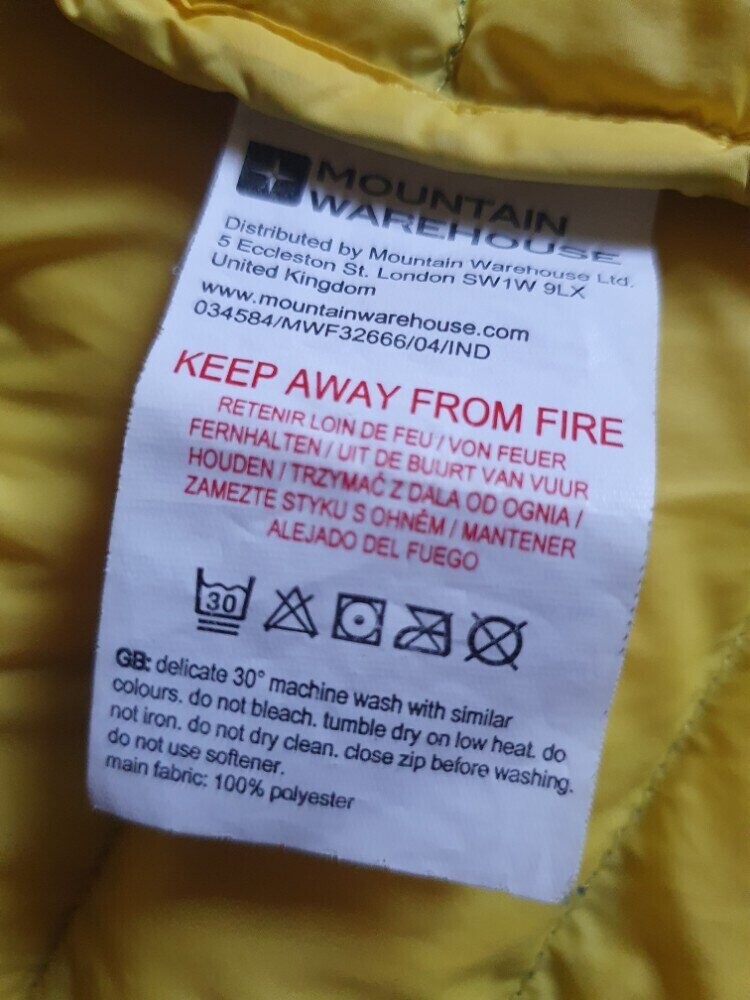 MOUNTAIN
WAREHOUSE
Distributed by Mountain Warehouse Ltd.
5 Eccleston St. London SW1W 9LX
United Kingdom
www.mountainwarehouse.com
034584/MWF32666/04/IND
KEEP AWAY FROM FIRE
RETENIR LOIN DE FEU / VON FEUER
FERNHALTEN / UIT DE BUURT VAN VUUR
HOUDEN / TRZYMAĆ Z DALA OD OGNIA /
ZAMEZTE STYKU S OHNĚM / MANTENER
ALEJADO DEL FUEGO
30
GB: delicate 30° machine wash with similar
colours. do not bleach. tumble dry on low heat. do
not iron. do not dry clean. close zip before washing.
do not use softener.
main fabric: 100% polyester